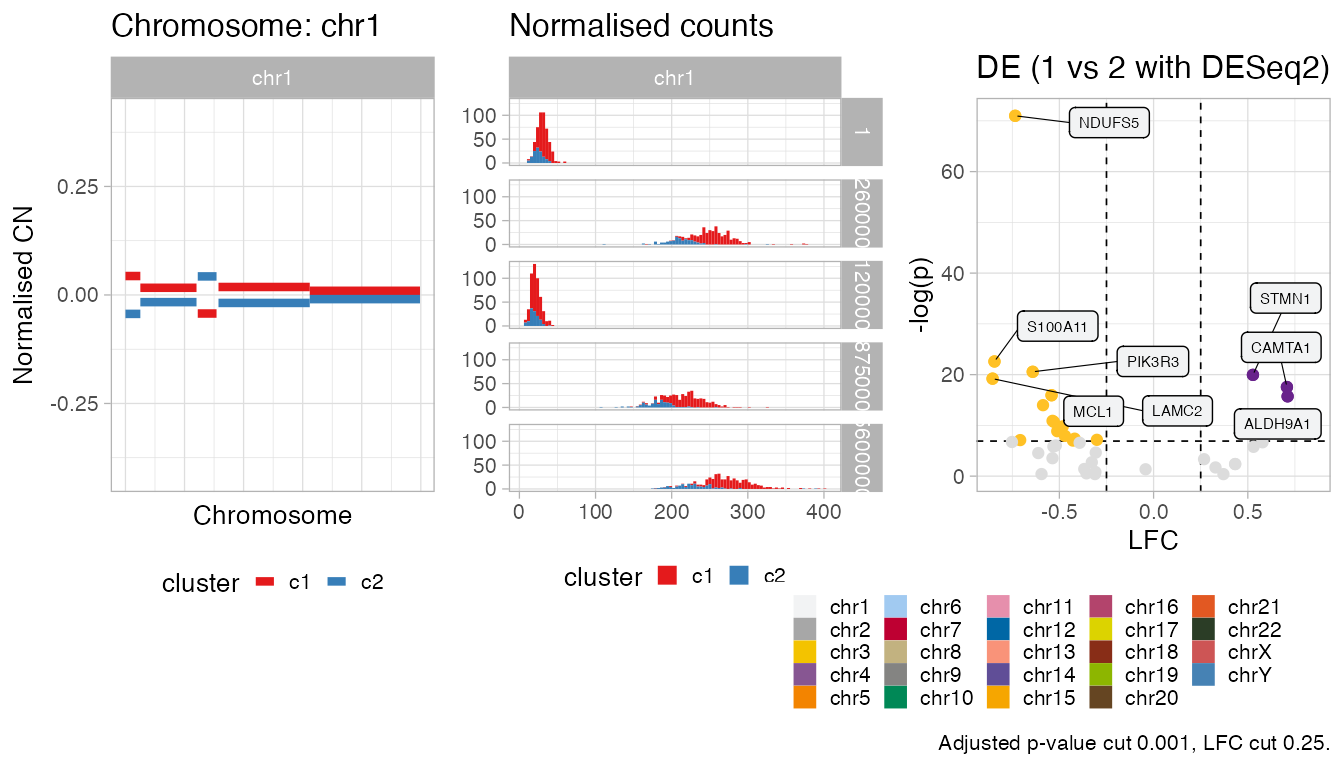 Chromosome: chr1
chr1
0.25
0.00
-0.25
Normalised CN
Chromosome
cluster c1 c2
Normalised counts
chr1
100
50
0
1
100
50
0
100
50
0
100
50
0
100
50
0
0 100 200 300 400
cluster c1 c2
DE (1 vs 2 with DESeq2)
NDUFS5
STMN1
S100A11
CAMTA1
PIK3R3
MCL1
LAMC2
ALDH9A1
60
40
20
0
-log(p)
-0.5 0.0 0.5
LFC
chr1 chr6 chr11 chr16 chr21
chr2 chr7 chr12 chr17 chr22
chr3 chr8 chr13 chr18 chrX
chr4 chr9 chr14 chr19 chrY
chr5 chr10 chr15 chr20
Adjusted p-value cut 0.001, LFC cut 0.25.